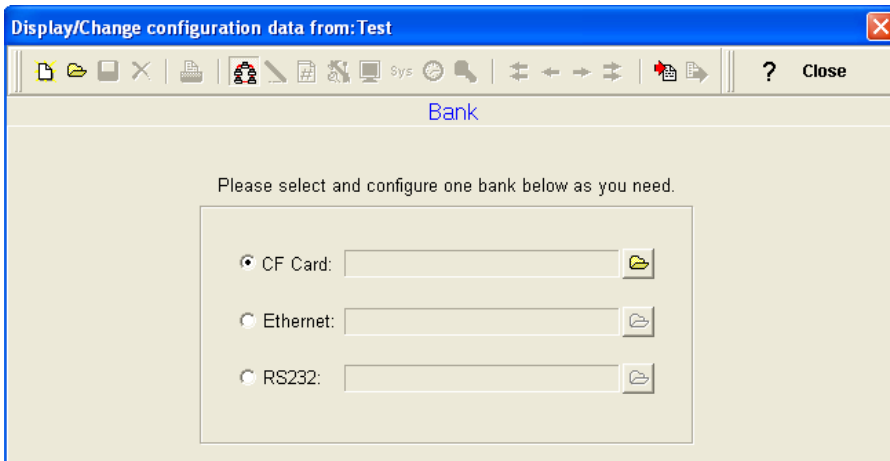 Display/Change configuration data from:Test
Sys ? Close
Bank
Please select and configure one bank below as you need.
CF Card:
Ethernet:
RS232: